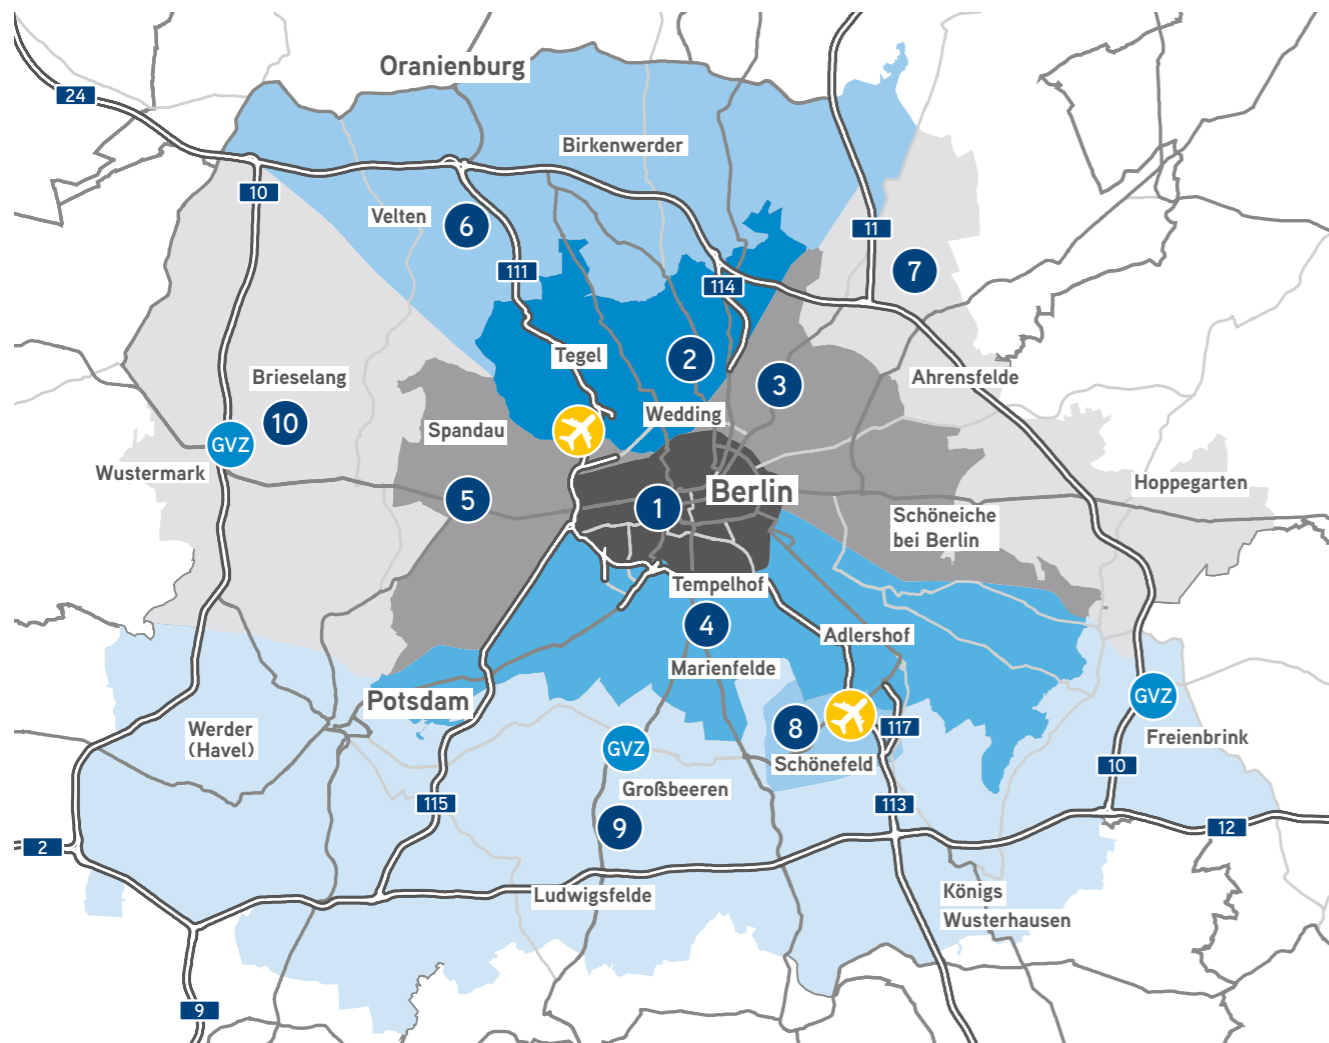 Oranienburg
24
Birkenwerder
10
Velten
6
11
111
7
114
Tegel
2
Brieselang
3
Ahrensfelde
10
Wedding
Spandau
GVZ
Wustermark
Hoppegarten
Berlin
5
1
Schöneiche
bei Berlin
Tempelhof
4
Adlershof
Marienfelde
Potsdam
GVZ
8
117
Werder
(Havel)
GVZ
Freienbrink
Schönefeld
10
Großbeeren
115
113
9
12
2
Ludwigsfelde
Königs
Wusterhausen
9